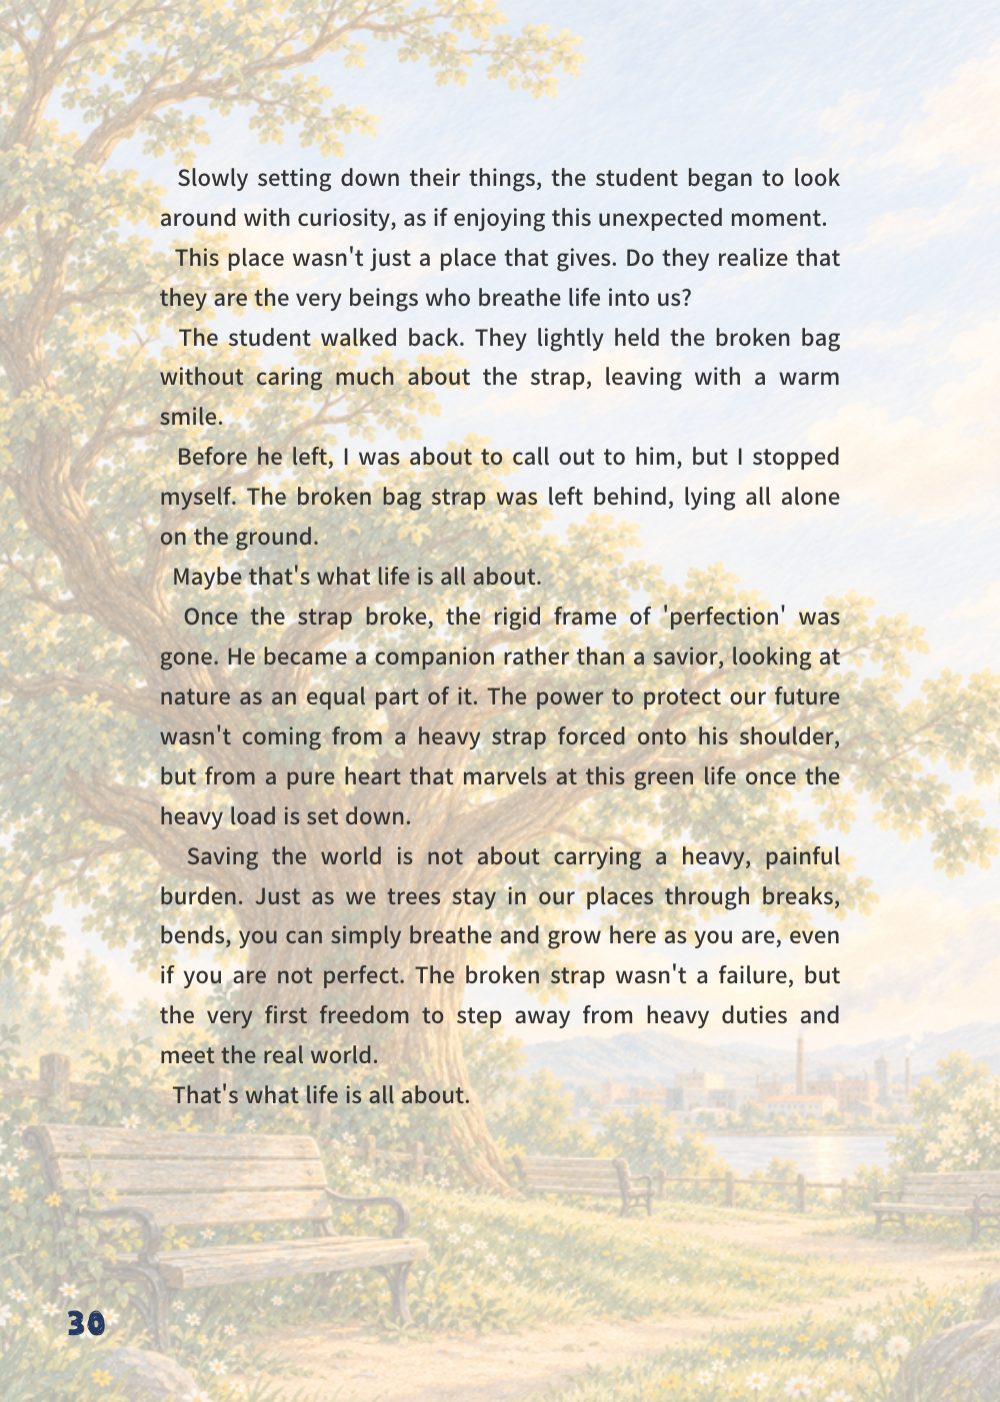 Slowly setting down their things, the student began to look
around with curiosity, as if enjoying this unexpected moment.
This place wasn't just a place that gives. Do they realize that
they are the very beings who breathe life into us?
The student walked back. They lightly held the broken bag
without caring much about the strap, leaving with a warm
smile.
Before he left, I was about to call out to him, but I stopped
myself. The broken bag strap was left behind, lying all alone
on the ground.
Maybe that's what life is all about.
Once the strap broke, the rigid frame of 'perfection' was
gone. He became a companion rather than a savior, looking at
nature as an equal part of it. The power to protect our future
wasn't coming from a heavy strap forced onto his shoulder,
but from a pure heart that marvels at this green life once the
heavy load is set down.
Saving the world is not about carrying a heavy, painful
burden. Just as we trees stay in our places through breaks,
bends, you can simply breathe and grow here as you are, even
if you are not perfect. The broken strap wasn't a failure, but
the very first freedom to step away from heavy duties and
meet the real world.
That's what life is all about.
30